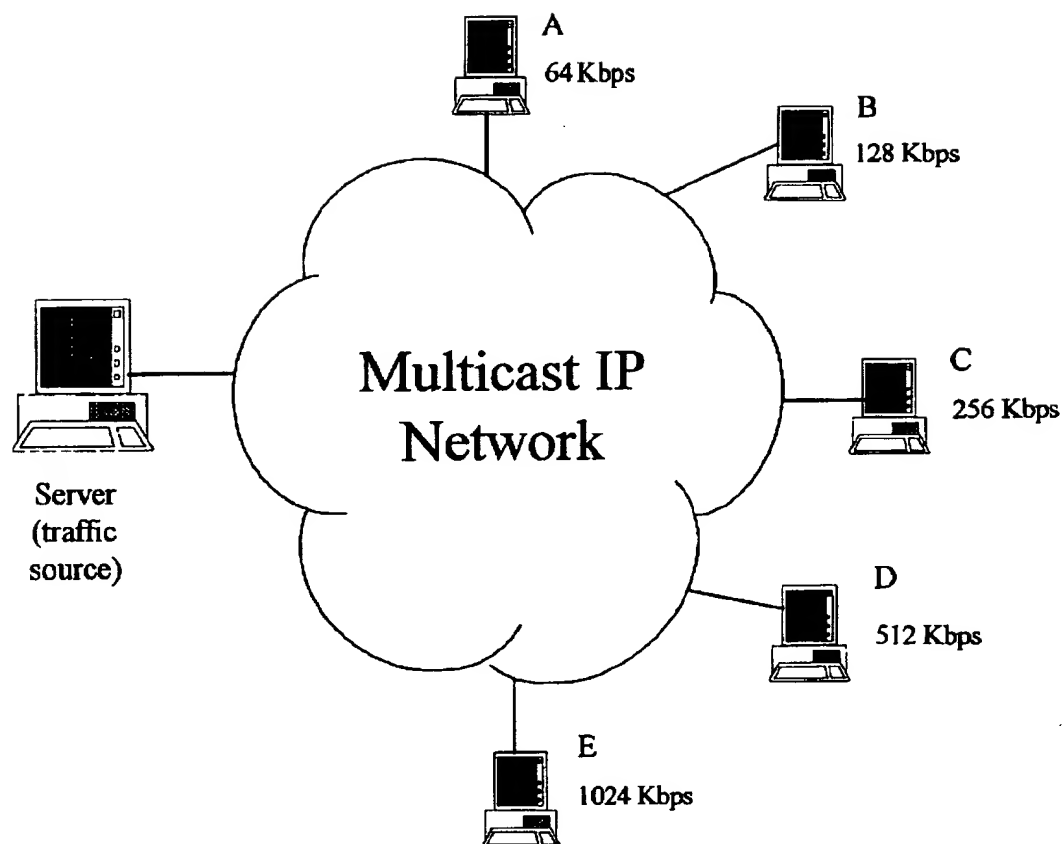 A
64 Kbps
B
128 Kbps
Multicast IP
Network
C
256 Kbps
Server
(traffic
source)
D
512 Kbps
E
1024 Kbps